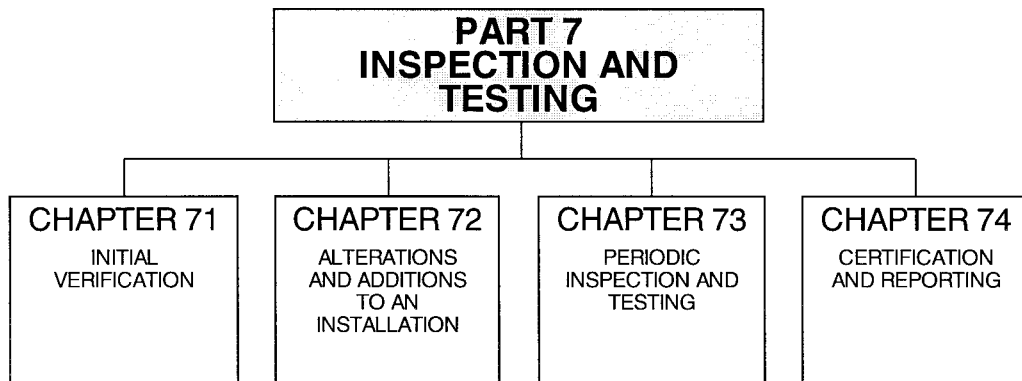 PART 7
INSPECTION AND
TESTING
CHAPTER 71
INITIAL
VERIFICATION
CHAPTER 72
ALTERATIONS
AND ADDITIONS
TO AN
INSTALLATION
CHAPTER 73
PERIODIC
INSPECTION AND
TESTING
CHAPTER 74
CERTIFICATION
AND REPORTING